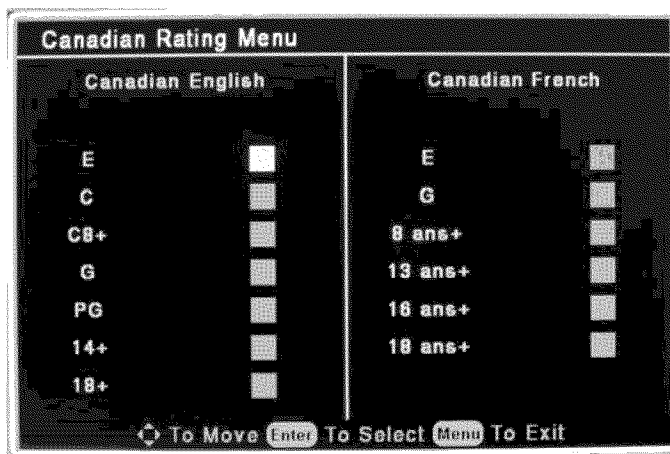 Canadian Rating Menu
Canadian English
E
C
C8+
G
PG
14+
18+
Canadian French
E
G
8 ans+
13 ans+
16 ans+
18 ans+
To Move Enter To Select Menu To Exit